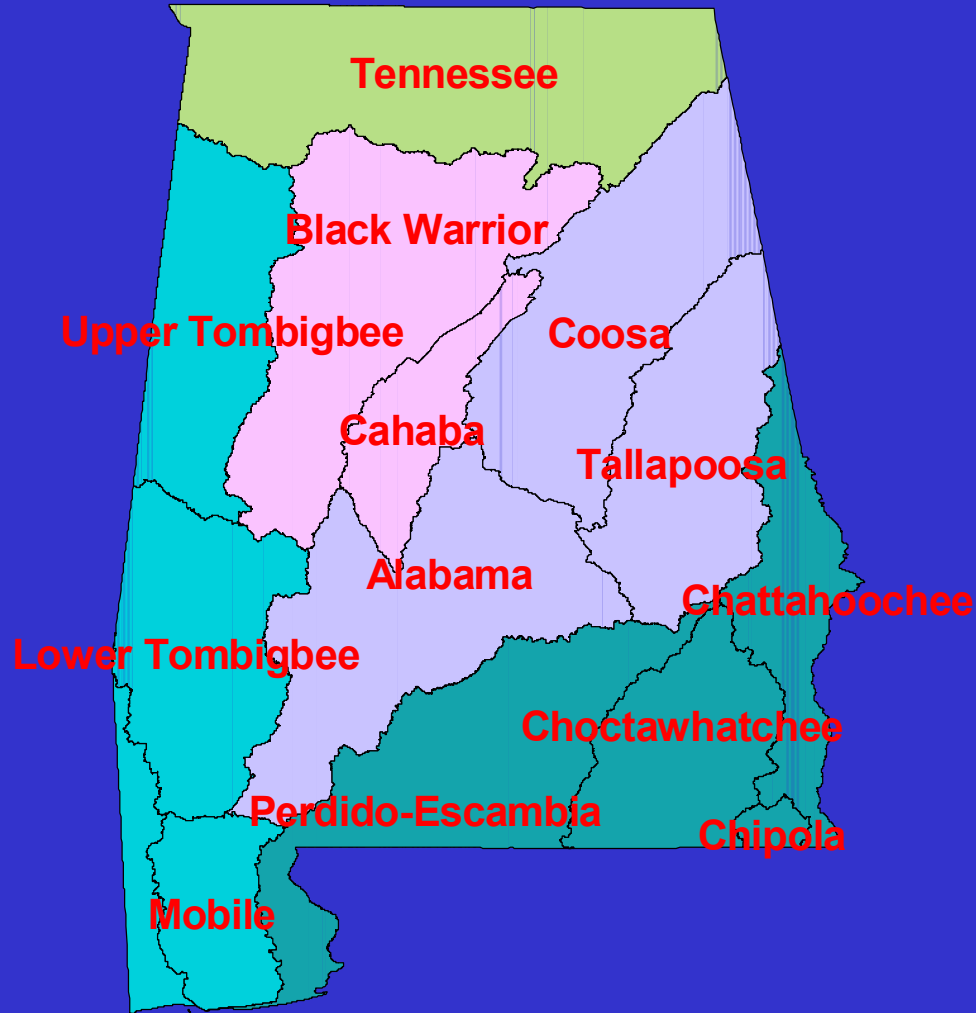 Tennessee
Black Warrior
Upper Tombigbee
Coosa
Cahaba
Tallapoosa
Alabama
Chattahoochee
Lower Tombigbee
Choctawhatchee
Perdido-Escambia
Chipola
Mobile